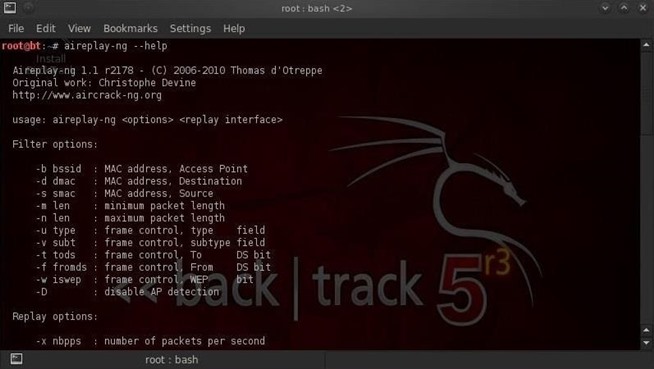 root : bash <2>
File Edit View Bookmarks Settings Help
root@bt:~# aireplay-ng --help
Install
Aireplay-ng 1.1 r2178 - (C) 2006-2010 Thomas d'Otreppe
Original work: Christophe Devine
http://www.aircrack-ng.org
usage: aireplay-ng <options> <replay interface>
Filter options:
-b bssid : MAC address, Access Point
-d dmac : MAC address, Destination
-s smac : MAC address, Source
-m len : minimum packet length
-n len : maximum packet length
-u type : frame control, type field
-v subt : frame control, subtype field
-t tods : frame control, To DS bit
-f fromds : frame control, From DS bit
-w iswep : frame control, WEP bit
-D : disable AP detection
<< back | track 5 r3
Replay options:
-x nbpps : number of packets per second
root : bash